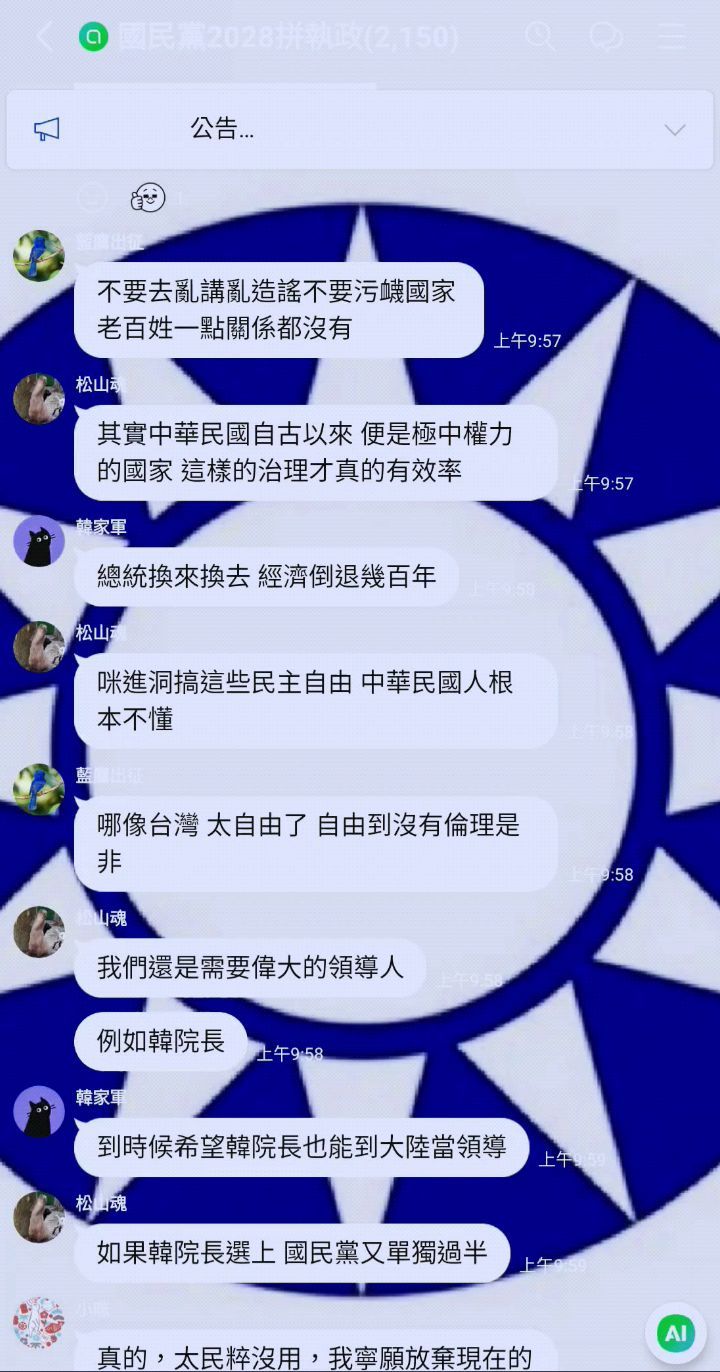 國民黨2028拼執政(2,150)
公告...
1
藍鷹出征
不要去亂講亂造謠不要污衊國家
老百姓一點關係都沒有
上午9:57
松山魂
其實中華民國自古以來 便是極中權力
的國家 這樣的治理才真的有效率
上午9:57
韓家軍
總統換來換去 經濟倒退幾百年
上午9:58
松山魂
咪進洞搞這些民主自由 中華民國人根
本不懂
上午9:58
藍鷹出征
哪像台灣 太自由了 自由到沒有倫理是
非
上午9:58
松山魂
我們還是需要偉大的領導人
上午9:58
例如韓院長
上午9:58
韓家軍
到時候希望韓院長也能到大陸當領導
上午9:59
松山魂
如果韓院長選上 國民黨又單獨過半
上午9:59
真的，太民粹沒用，我寧願放棄現在的
AI